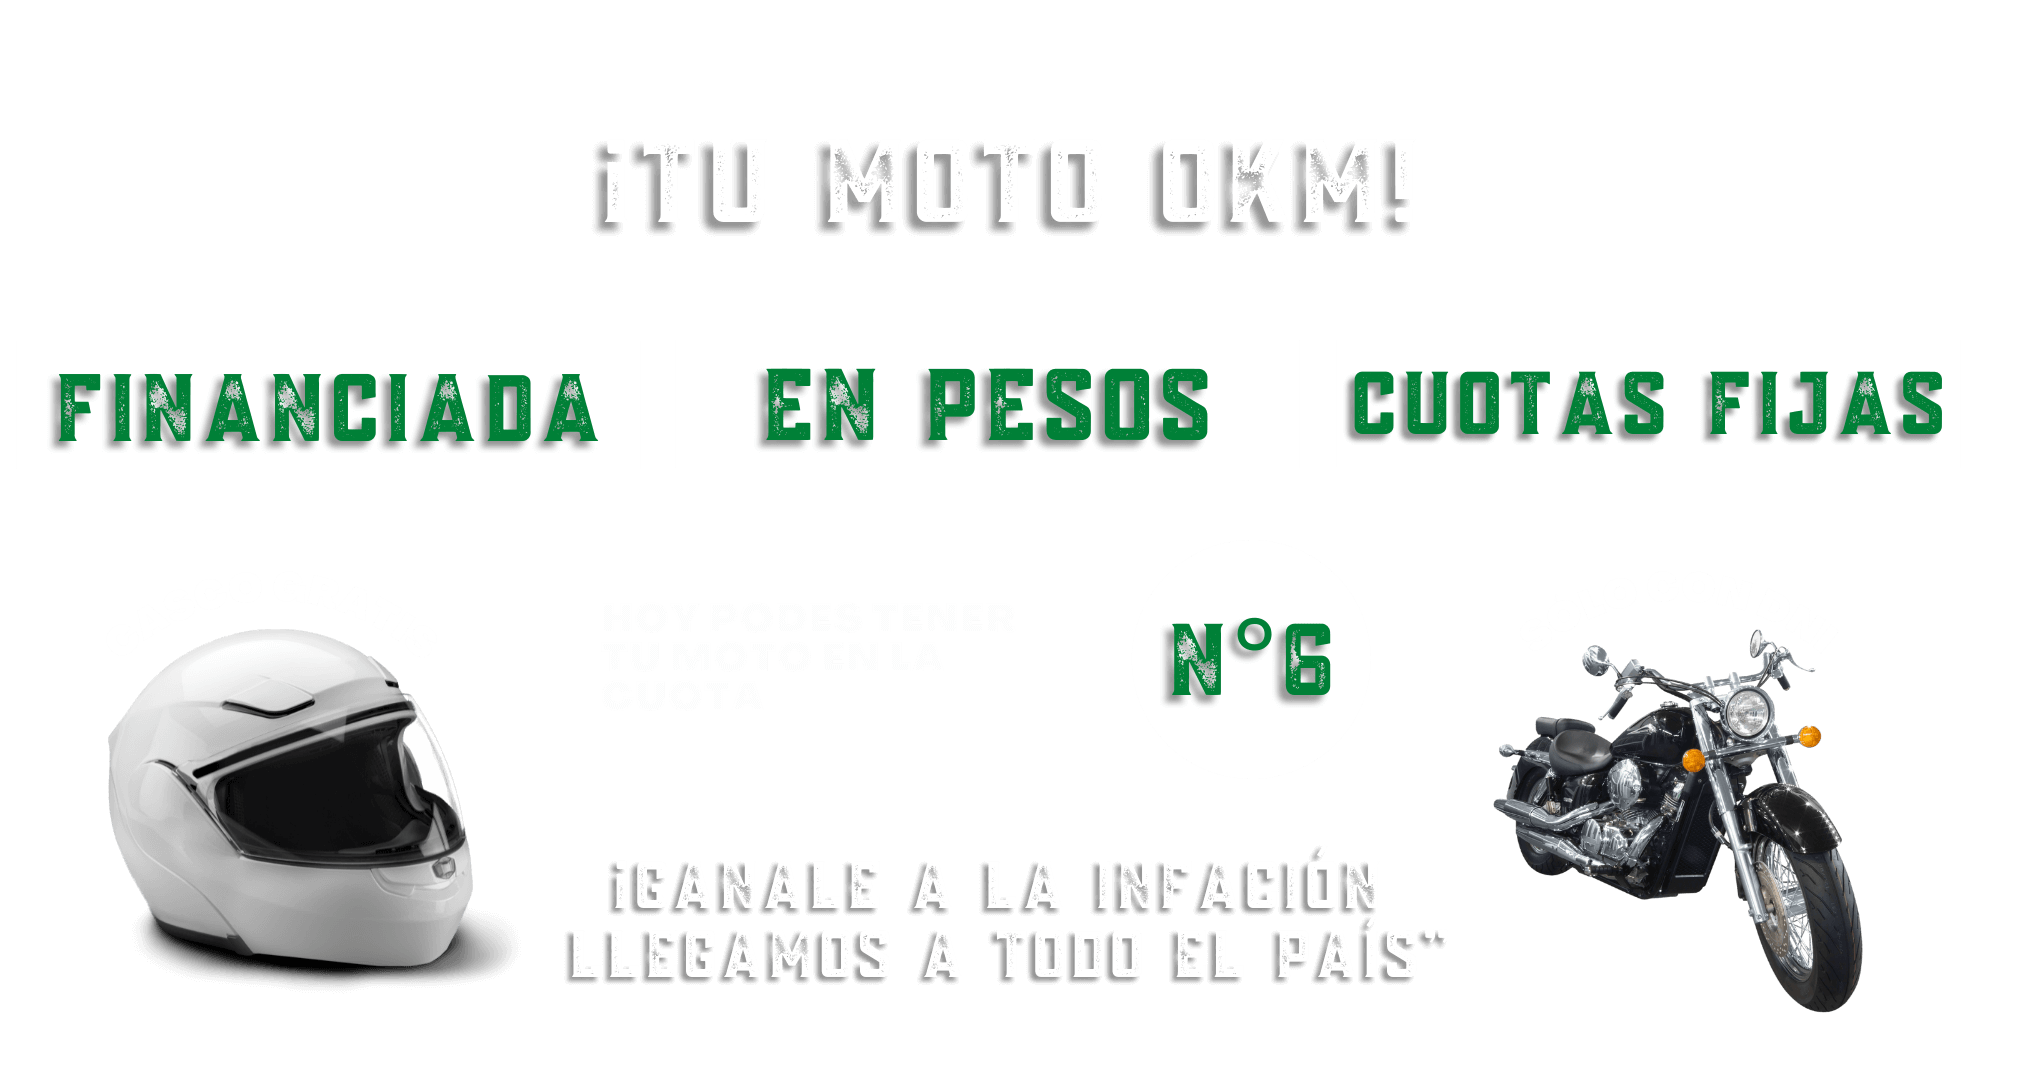 ¡TU MOTO 0KM!
FINANCIADA EN PESOS CUOTAS FIJAS
HOY PODES TENER
TU MOTO EN LA
CUOTA
N°6
¡GANALE A LA INFACIÓN
LLEGAMOS A TODO EL PAÍS"